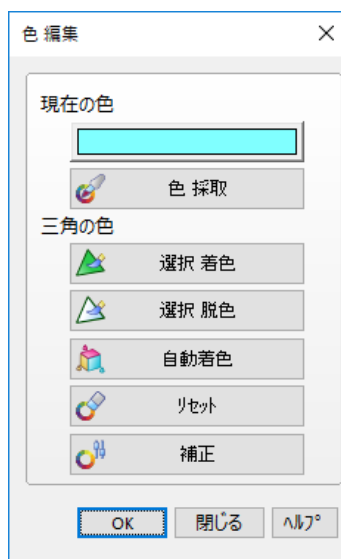 色 編集
現在の色
色 採取
三角の色
選択 着色
選択 脱色
自動着色
ﾘｾｯﾄ
補正
OK 閉じる ﾍﾙﾌﾟ